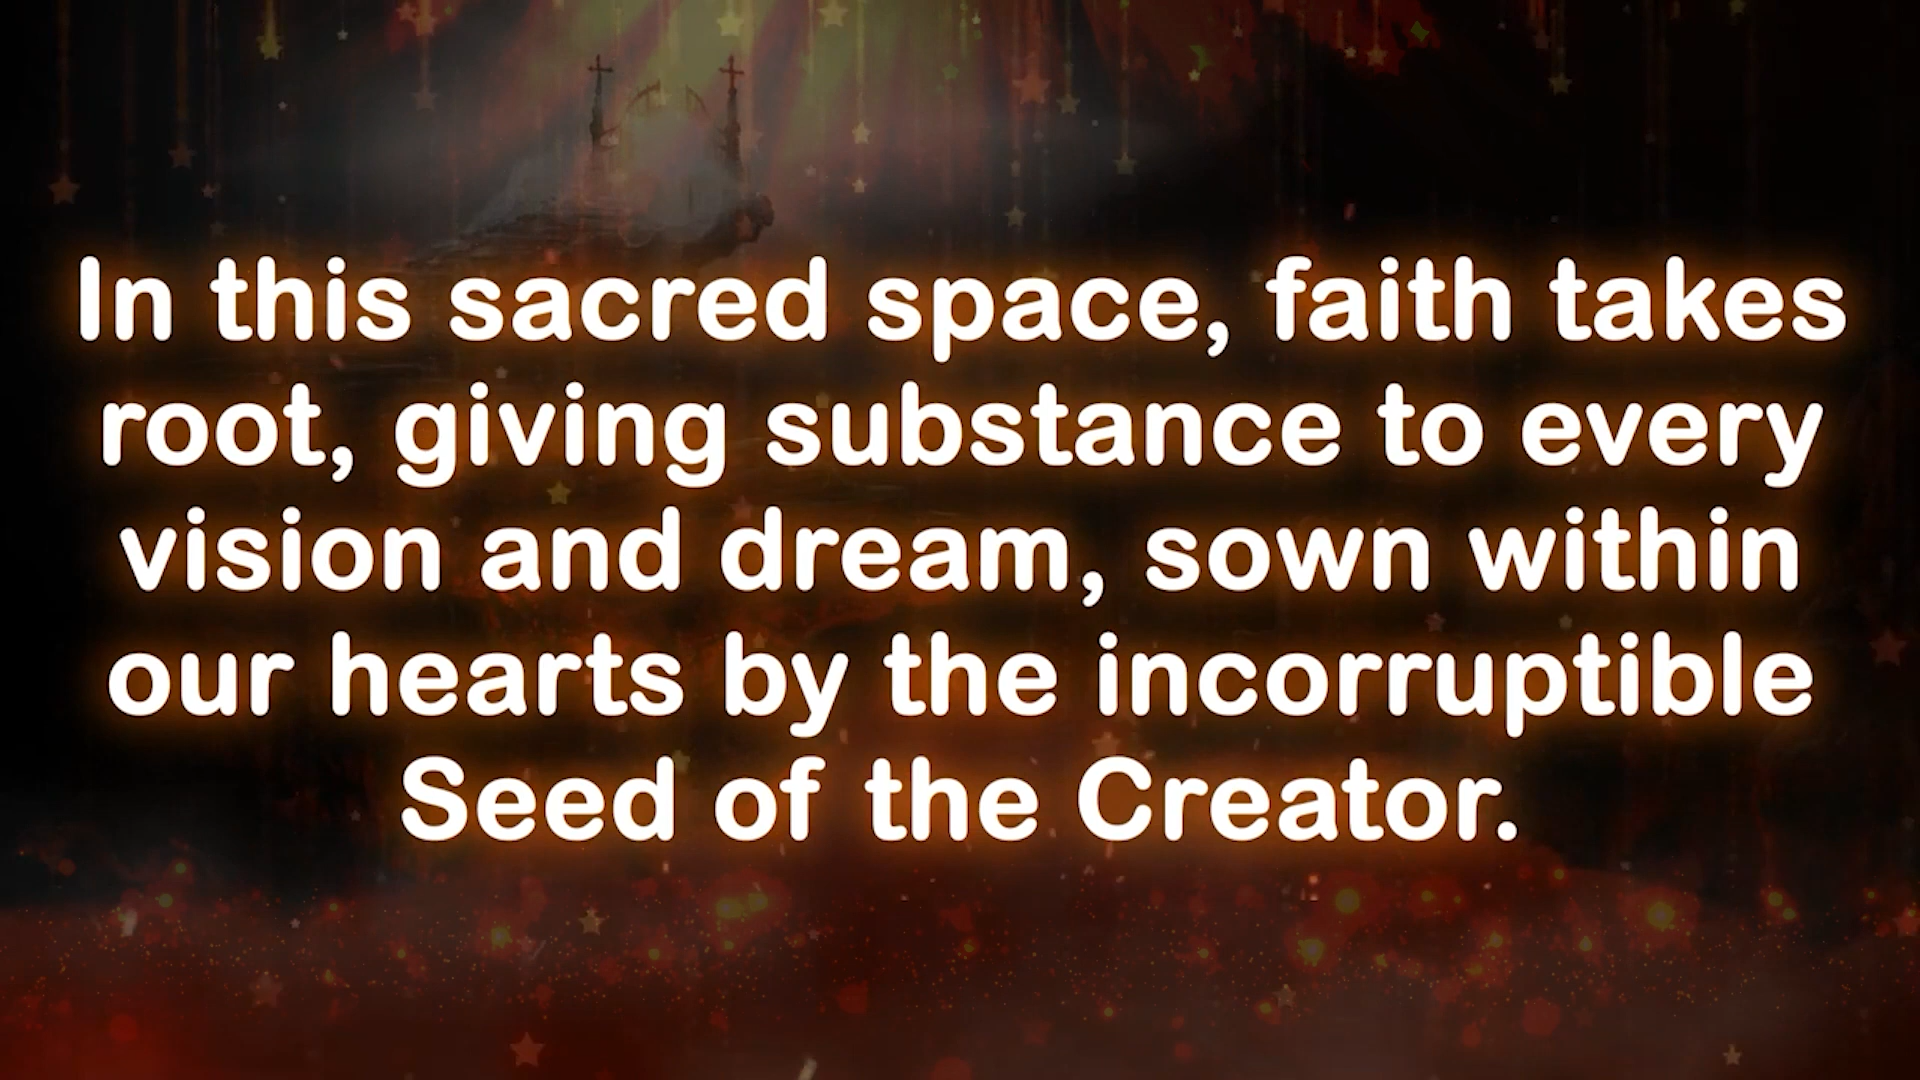 In this sacred space, faith takes
root, giving substance to every
vision and dream, sown within
our hearts by the incorruptible
Seed of the Creator.